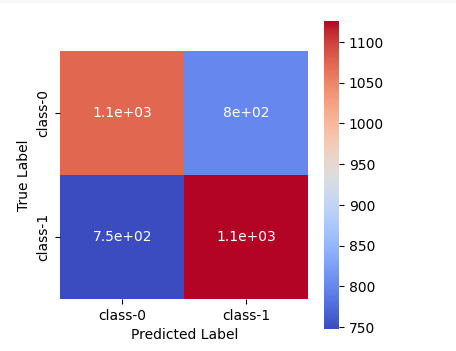 1100
1050
1000
950
900
850
800
750
True Label
class-0
class-1
1.1e+03 8e+02
7.5e+02 1.1e+03
class-0 class-1
Predicted Label